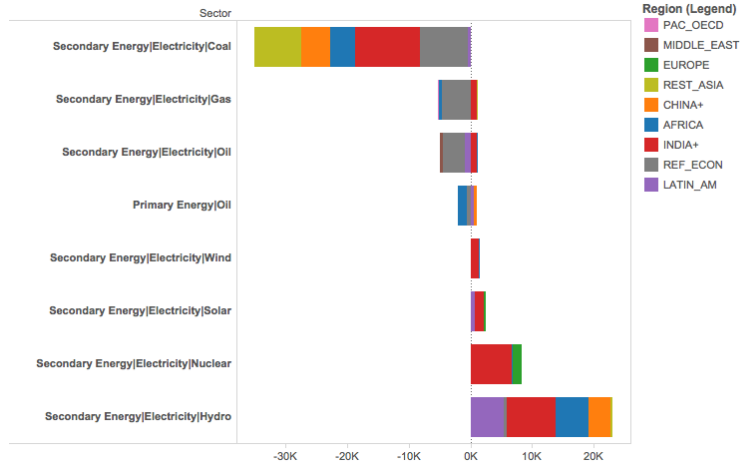 Sector
Region (Legend)
PAC_OECD
MIDDLE_EAST
EUROPE
REST_ASIA
CHINA+
AFRICA
INDIA+
REF_ECON
LATIN_AM
Secondary Energy|Electricity|Coal
Secondary Energy|Electricity|Gas
Secondary Energy|Electricity|Oil
Primary Energy|Oil
Secondary Energy|Electricity|Wind
Secondary Energy|Electricity|Solar
Secondary Energy|Electricity|Nuclear
Secondary Energy|Electricity|Hydro
-30K -20K -10K 0K 10K 20K